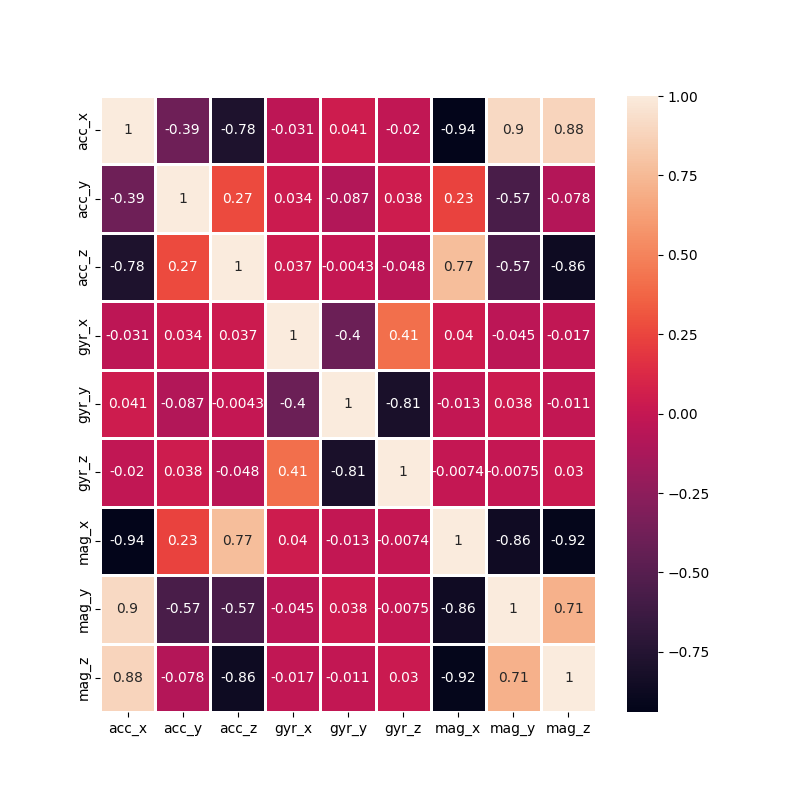 acc_x 1 -0.39 -0.78 -0.031 0.041 -0.02 -0.94 0.9 0.88
acc_y -0.39 1 0.27 0.034 -0.087 0.038 0.23 -0.57 -0.078
acc_z -0.78 0.27 1 0.037 -0.0043 -0.048 0.77 -0.57 -0.86
gyr_x -0.031 0.034 0.037 1 -0.4 0.41 0.04 -0.045 -0.017
gyr_y 0.041 -0.087 -0.0043 -0.4 1 -0.81 -0.013 0.038 -0.011
gyr_z -0.02 0.038 -0.048 0.41 -0.81 1 -0.0074 -0.0075 0.03
mag_x -0.94 0.23 0.77 0.04 -0.013 -0.0074 1 -0.86 -0.92
mag_y 0.9 -0.57 -0.57 -0.045 0.038 -0.0075 -0.86 1 0.71
mag_z 0.88 -0.078 -0.86 -0.017 -0.011 0.03 -0.92 0.71 1
acc_x acc_y acc_z gyr_x gyr_y gyr_z mag_x mag_y mag_z
1.00
0.75
0.50
0.25
0.00
−0.25
−0.50
−0.75